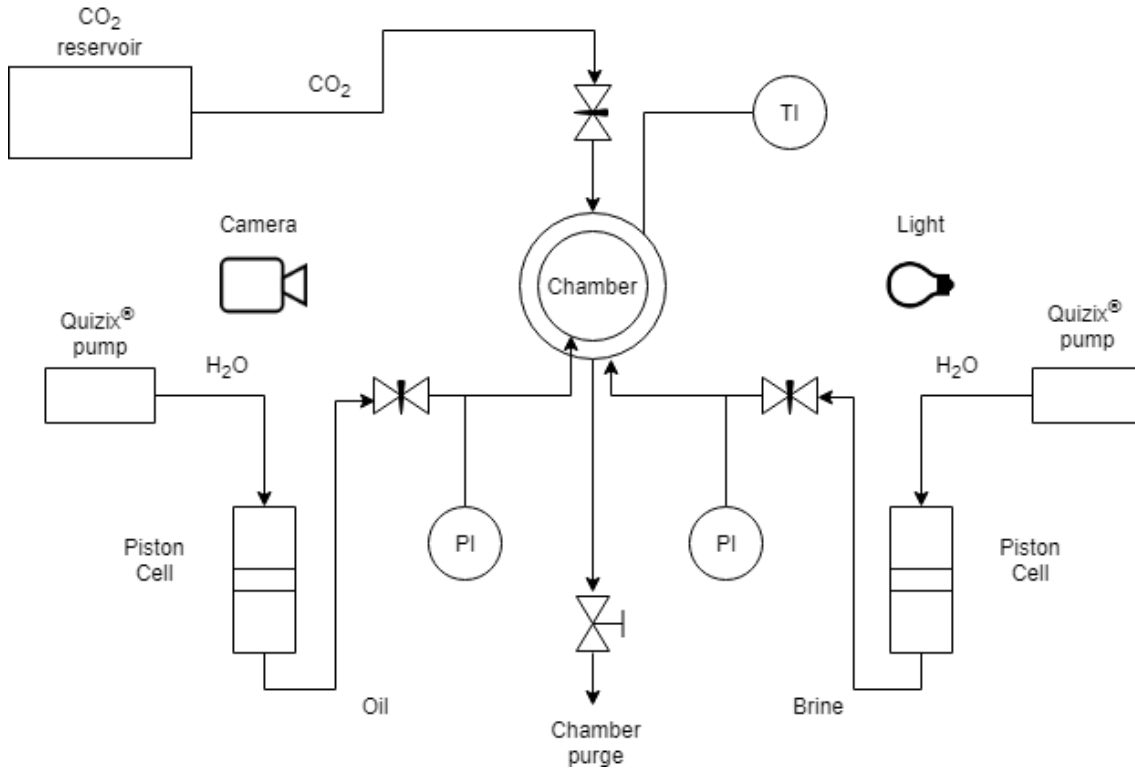 CO₂
reservoir
CO₂
TI
Camera
Light
Chamber
Quizix®
pump
H₂O
H₂O
Quizix®
pump
Piston
Cell
PI
PI
Piston
Cell
Oil
Brine
Chamber
purge